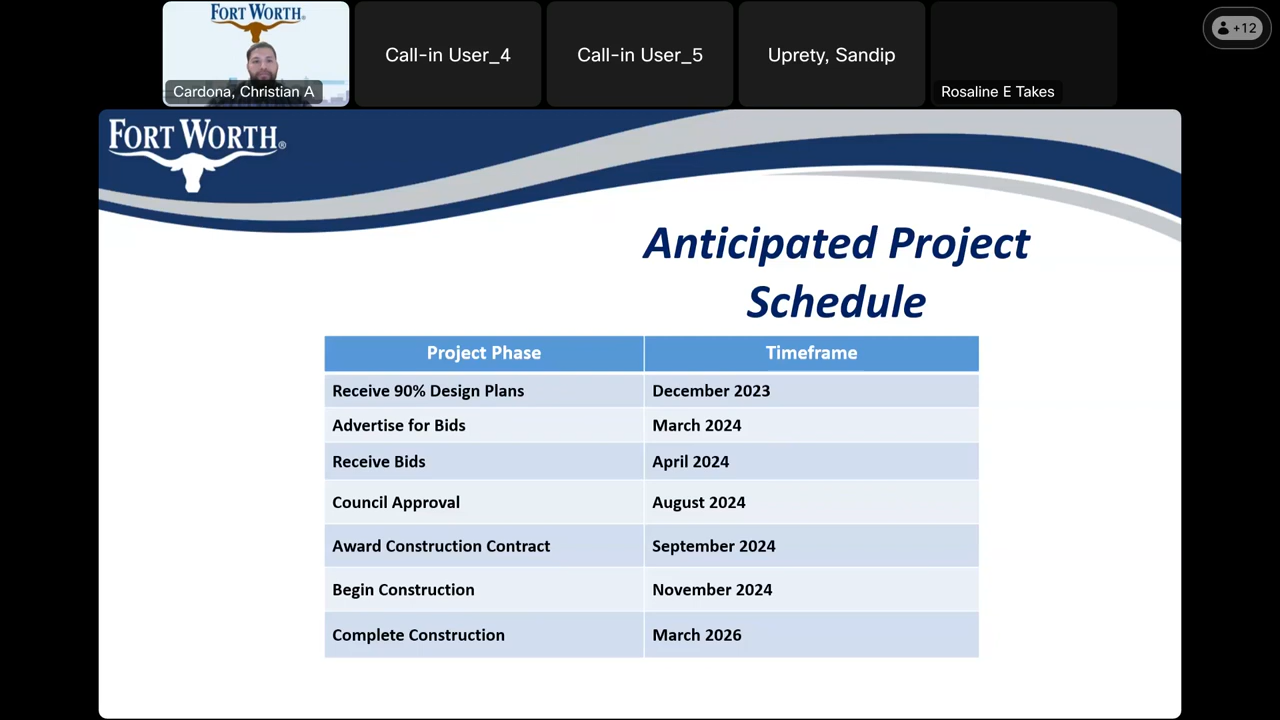 FORT WORTH®
Cardona, Christian A
Call-in User_4
Call-in User_5
Uprety, Sandip
Rosaline E Takes
+12
FORT WORTH®
Anticipated Project
Schedule
Project Phase Timeframe
Receive 90% Design Plans December 2023
Advertise for Bids March 2024
Receive Bids April 2024
Council Approval August 2024
Award Construction Contract September 2024
Begin Construction November 2024
Complete Construction March 2026